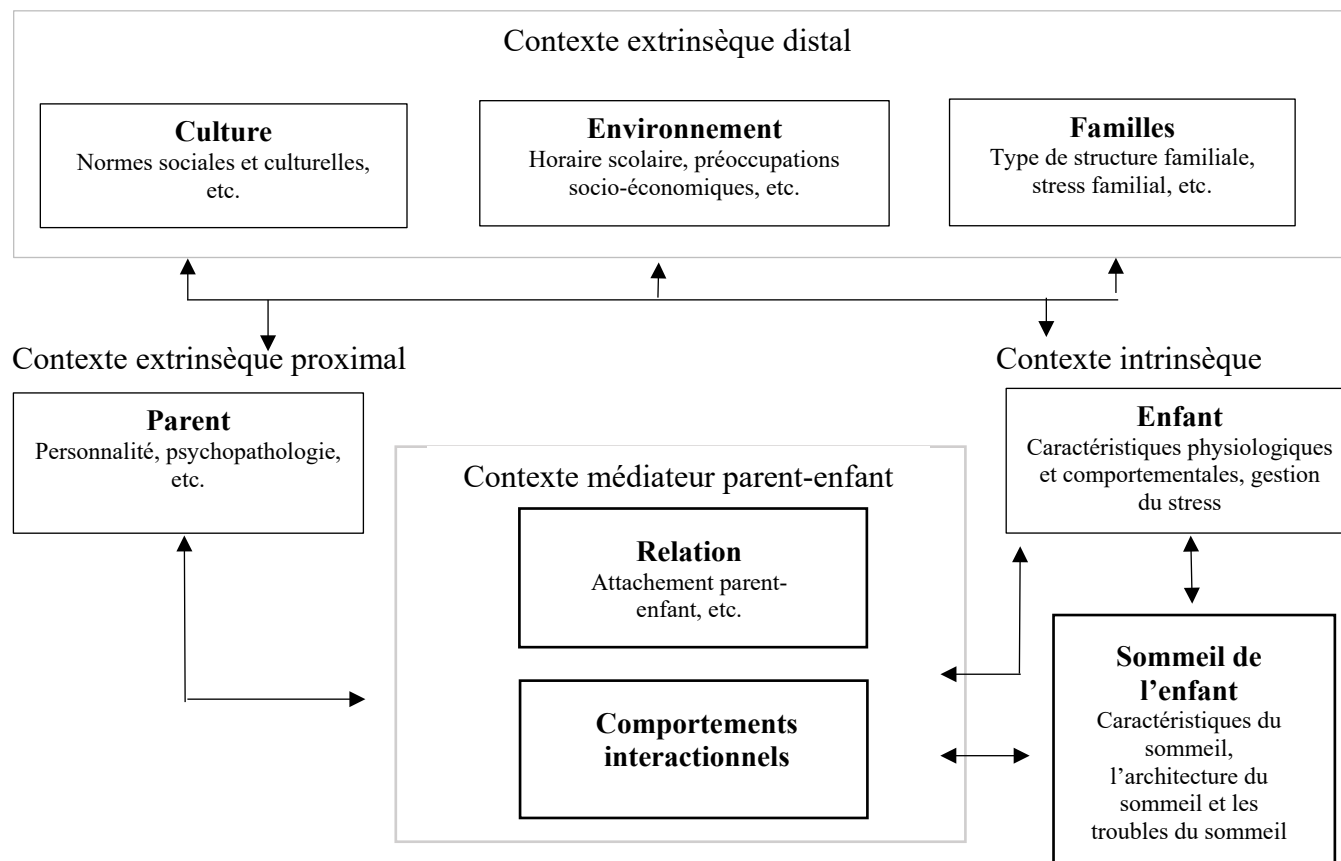 Contexte extrinsèque distal
Culture
Normes sociales et culturelles,
etc.
Environnement
Horaire scolaire, préoccupations
socio-économiques, etc.
Familles
Type de structure familiale,
stress familial, etc.
Contexte extrinsèque proximal
Contexte intrinsèque
Parent
Personnalité, psychopathologie,
etc.
Enfant
Caractéristiques physiologiques
et comportementales, gestion
du stress
Contexte médiateur parent-enfant
Relation
Attachement parent-
enfant, etc.
Comportements
interactionnels
Sommeil de
l’enfant
Caractéristiques du
sommeil,
l’architecture du
sommeil et les
troubles du sommeil